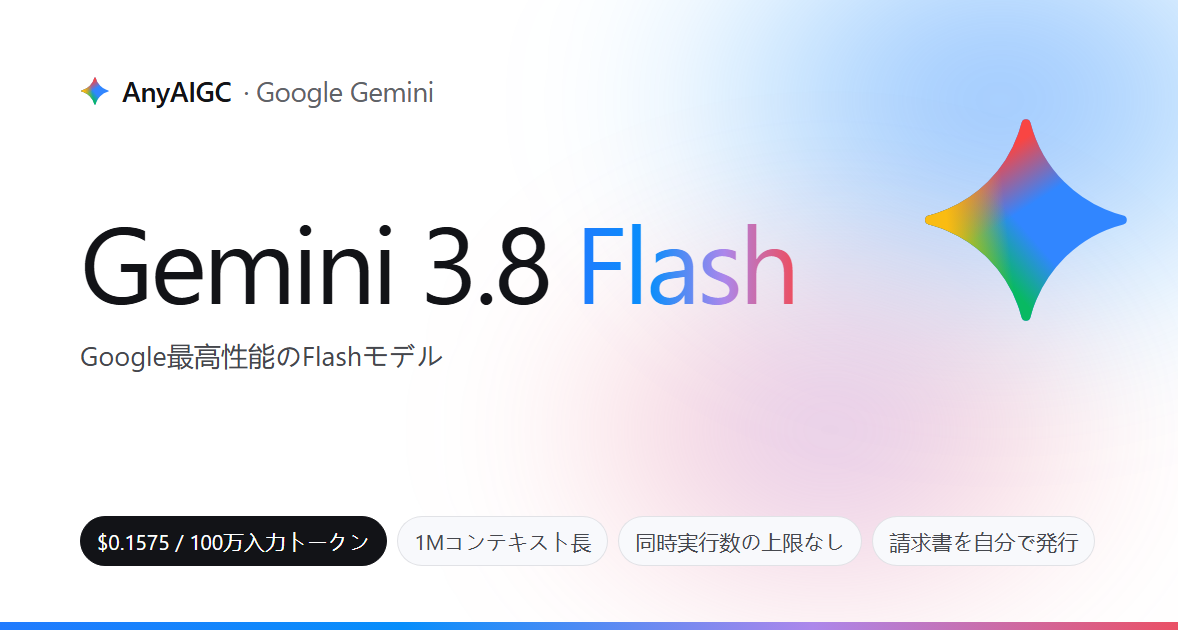 AnyAIGC · Google Gemini
Gemini 3.8 Flash
Google最高性能のFlashモデル
$0.1575 / 100万入力トークン
1Mコンテキスト長
同時実行数の上限なし
請求書を自分で発行